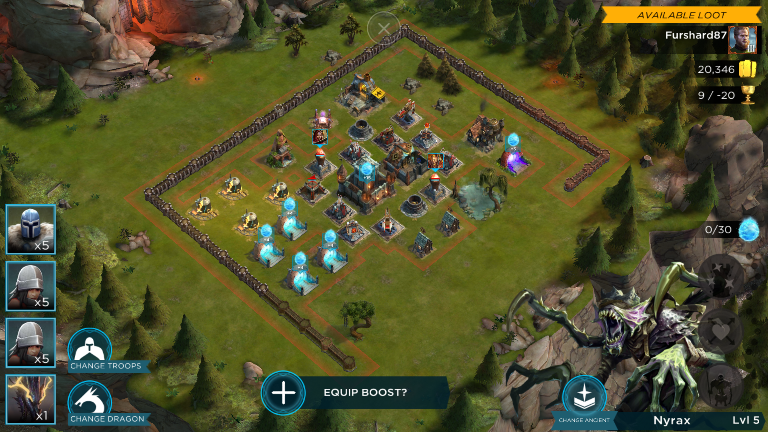 AVAILABLE LOOT
Furshard87
20,346
9 / -20
0/30
x5
x5
x5
x1
CHANGE TROOPS
CHANGE DRAGON
EQUIP BOOST?
CHANGE ANCIENT
Nyrax Lvl 5